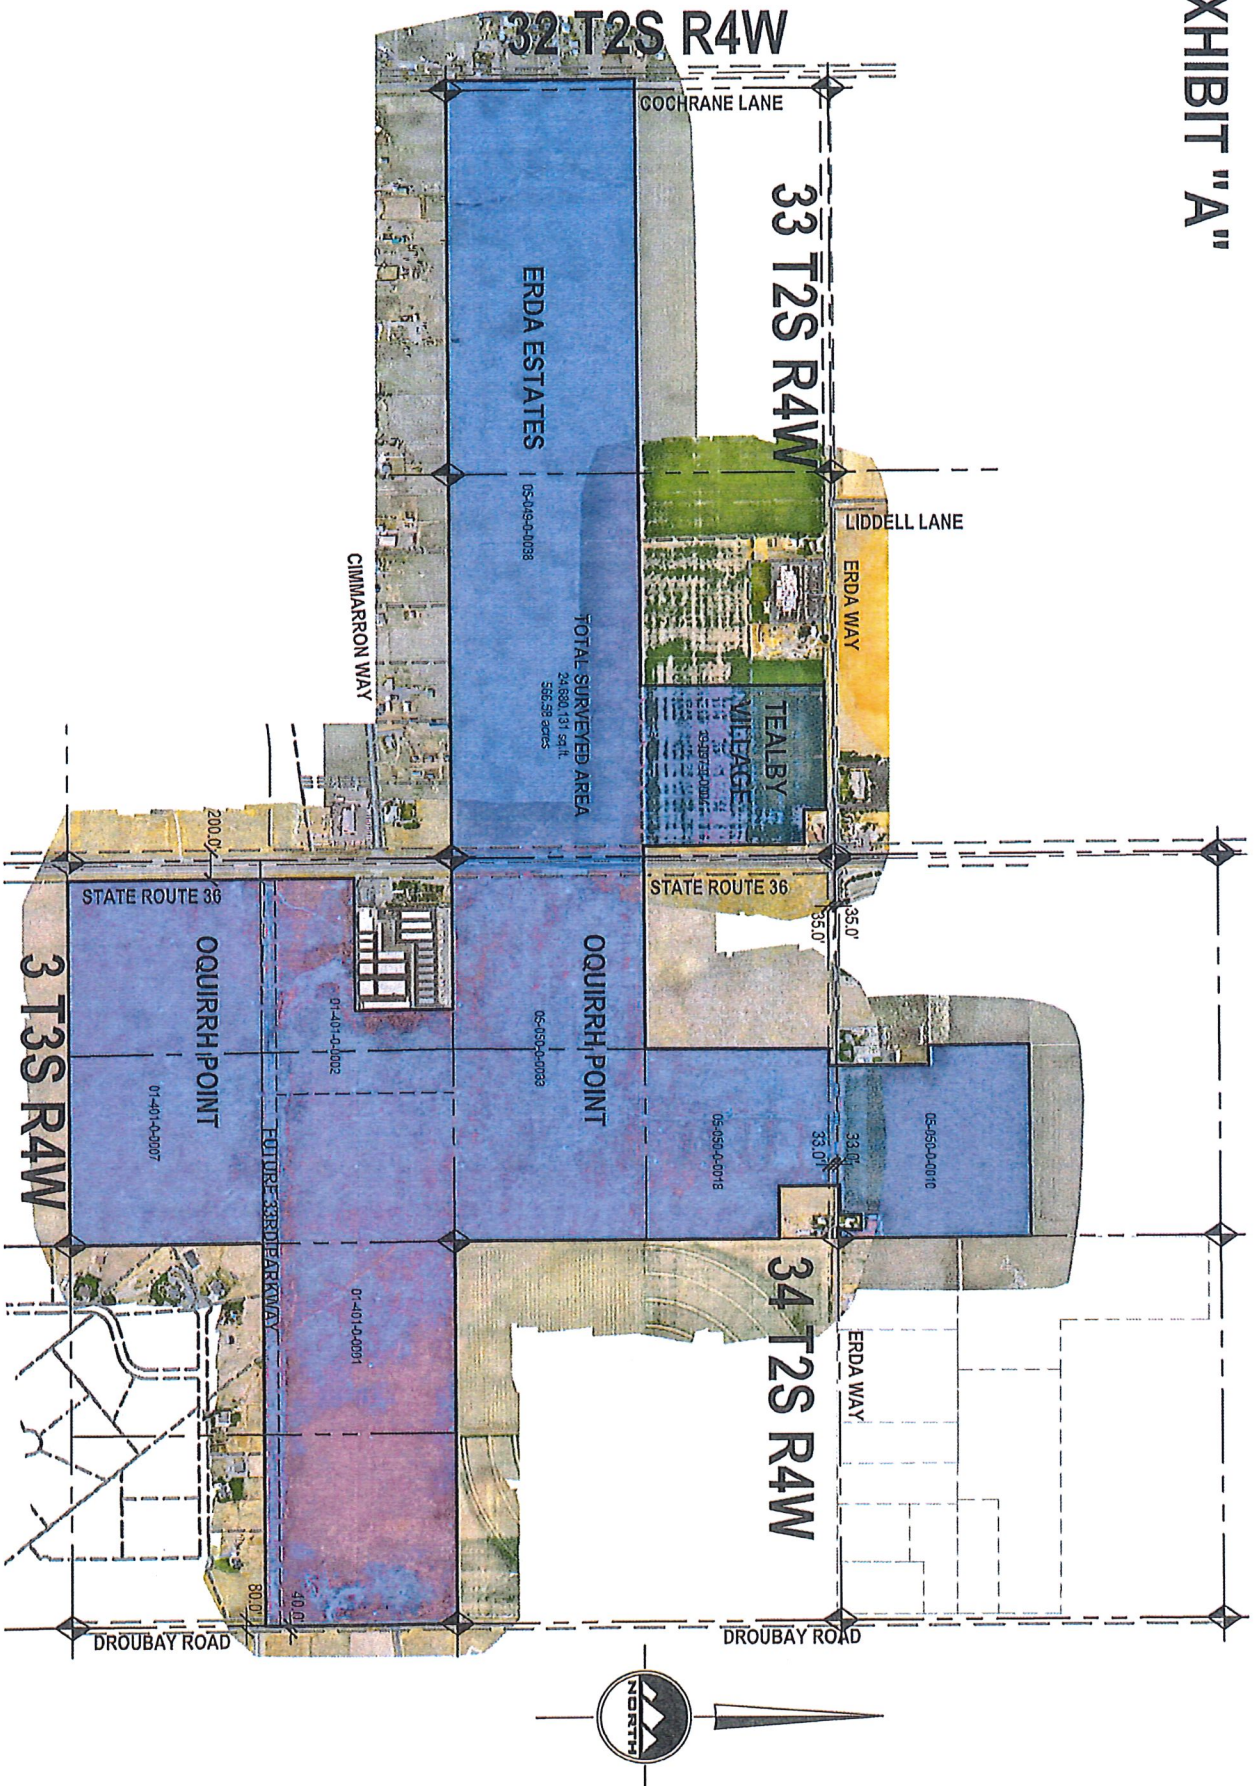 XHIBIT "A"
32 T2S R4W
COCHRANE LANE
33 T2S R4W
ERDA ESTATES
05-049-0-0038
LIDDELL LANE
ERDA WAY
CIMMARRON WAY
TOTAL SURVEYED AREA
24,680,131 sq.ft.
566.58 acres
TEALBY
VILLAGE
200.0'
STATE ROUTE 36
STATE ROUTE 36
35.0'
35.0'
OQUIRRH POINT
01-401-0-0002
01-401-0-0007
OQUIRRH POINT
05-050-0-0033
05-050-0-0018
05-050-0-0010
33.0'
33.0'
3 T3S R4W
FUTURE 33RD PARKWAY
01-401-0-0001
34 T2S R4W
ERDA WAY
80.0'
40.0'
DROUBAY ROAD
DROUBAY ROAD
NORTH